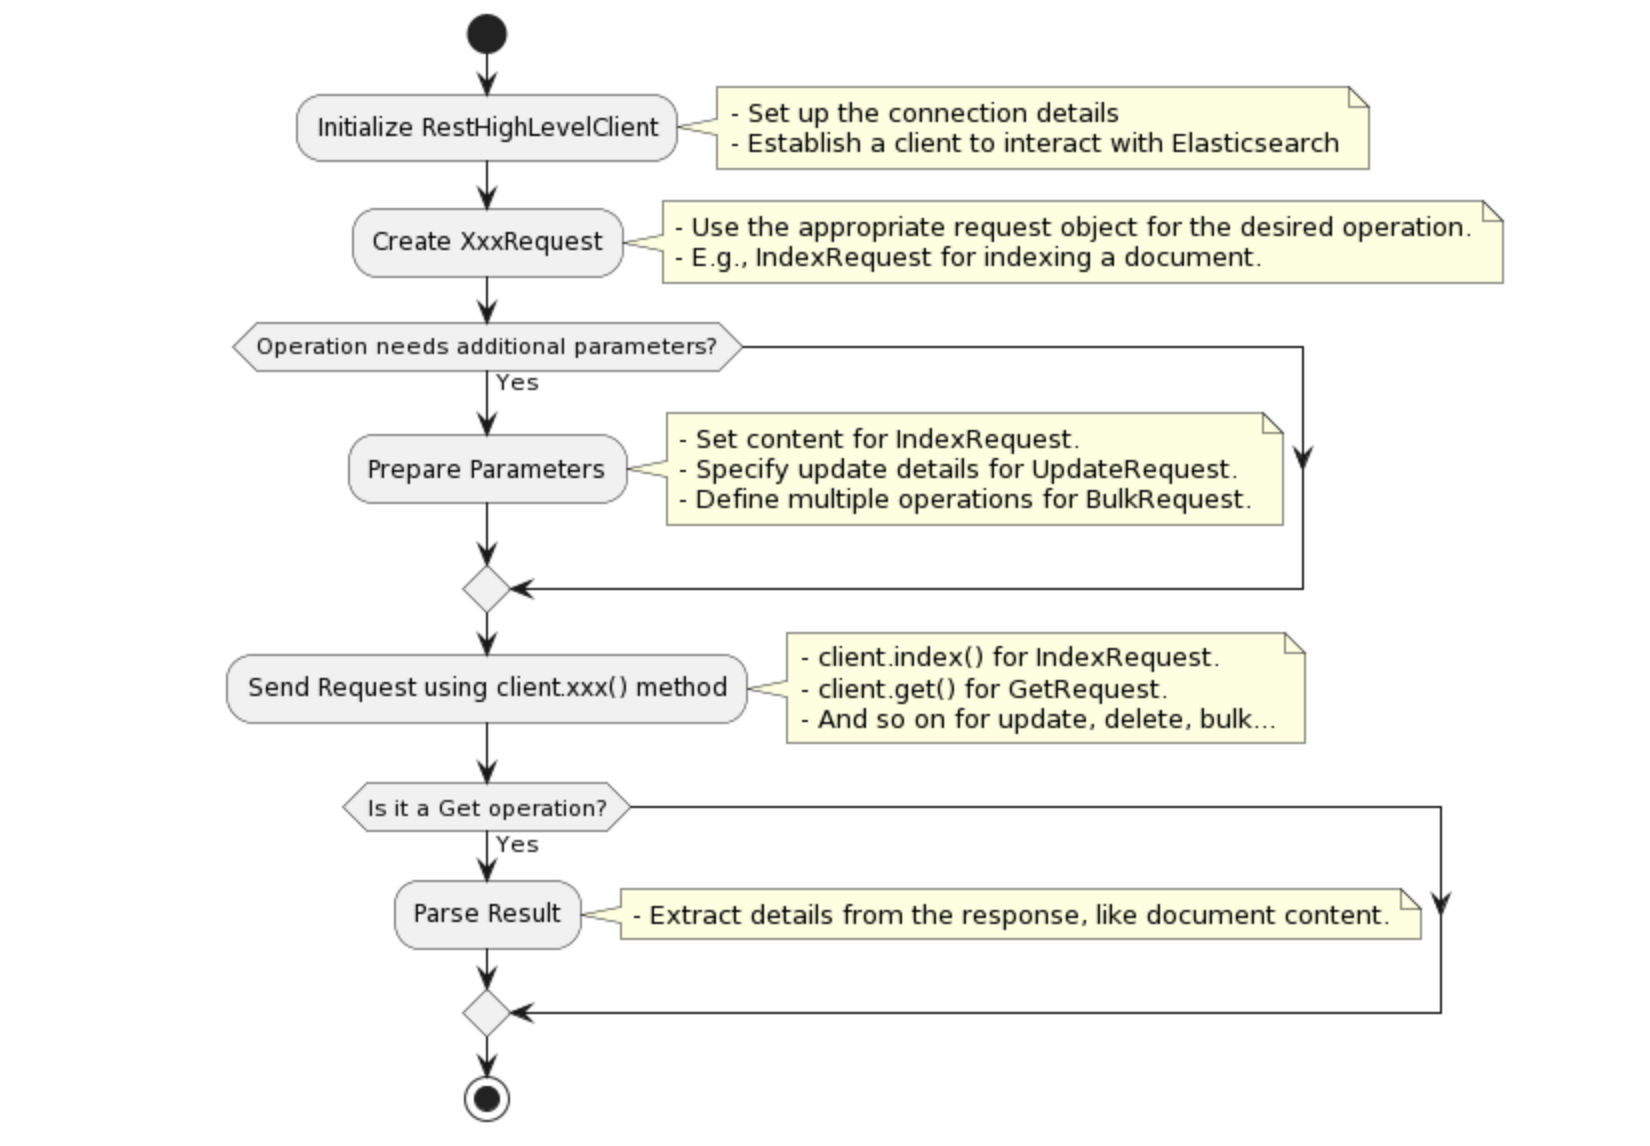 Initialize RestHighLevelClient
- Set up the connection details
- Establish a client to interact with Elasticsearch
Create XxxRequest
- Use the appropriate request object for the desired operation.
- E.g., IndexRequest for indexing a document.
Operation needs additional parameters?
Yes
Prepare Parameters
- Set content for IndexRequest.
- Specify update details for UpdateRequest.
- Define multiple operations for BulkRequest.
Send Request using client.xxx() method
- client.index() for IndexRequest.
- client.get() for GetRequest.
- And so on for update, delete, bulk...
Is it a Get operation?
Yes
Parse Result
- Extract details from the response, like document content.